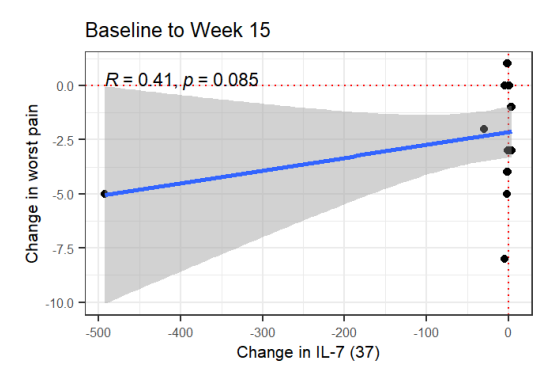 Baseline to Week 15
R = 0.41, p = 0.085
Change in worst pain
0.0
-2.5
-5.0
-7.5
-10.0
-500 -400 -300 -200 -100 0
Change in IL-7 (37)